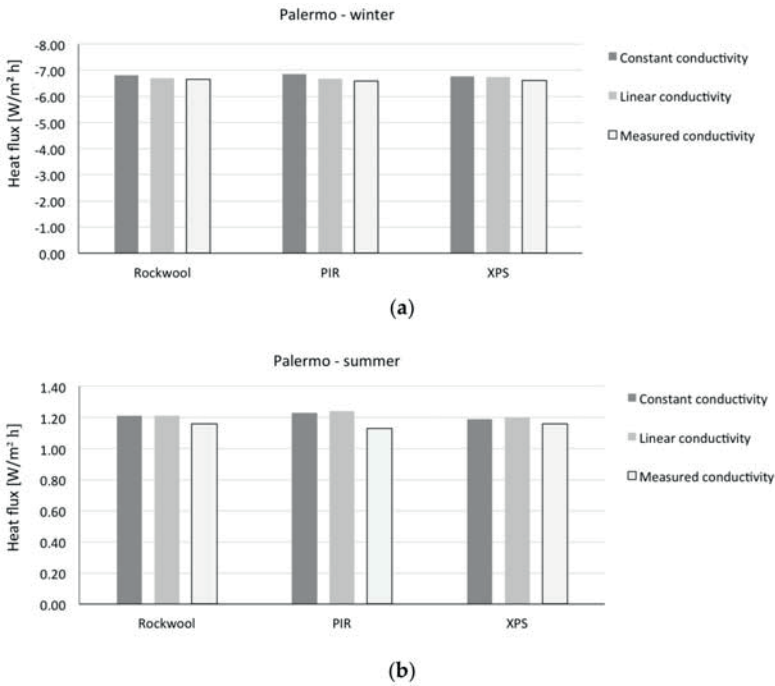 Palermo - winter
Heat flux [W/m² h]
-8.00
-7.00
-6.00
-5.00
-4.00
-3.00
-2.00
-1.00
0.00
Rockwool
PIR
XPS
Constant conductivity
Linear conductivity
Measured conductivity
(a)
Palermo - summer
Heat flux [W/m² h]
1.40
1.20
1.00
0.80
0.60
0.40
0.20
0.00
Rockwool
PIR
XPS
Constant conductivity
Linear conductivity
Measured conductivity
(b)